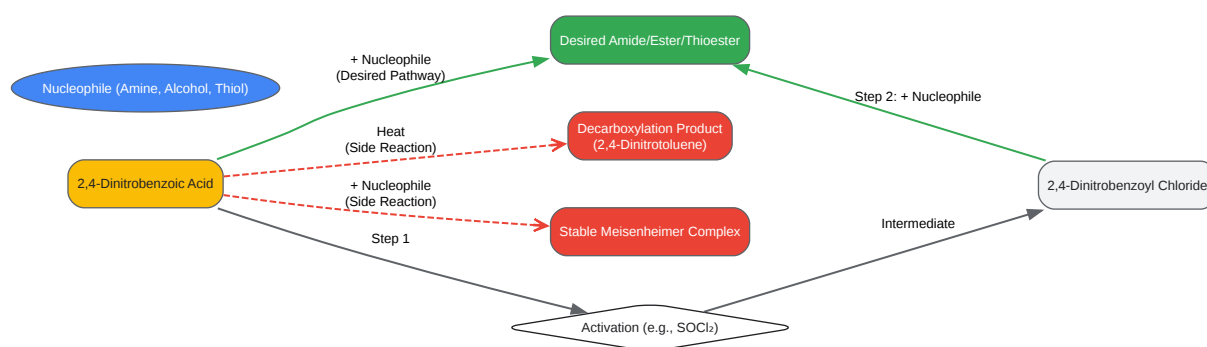 Desired Amide/Ester/Thioester
+ Nucleophile
(Desired Pathway)
Nucleophile (Amine, Alcohol, Thiol)
Step 2: + Nucleophile
Heat
(Side Reaction)
Decarboxylation Product
(2,4-Dinitrotoluene)
2,4-Dinitrobenzoic Acid
2,4-Dinitrobenzoyl Chloride
+ Nucleophile
(Side Reaction)
Stable Meisenheimer Complex
Step 1
Intermediate
Activation (e.g., SOCl₂)